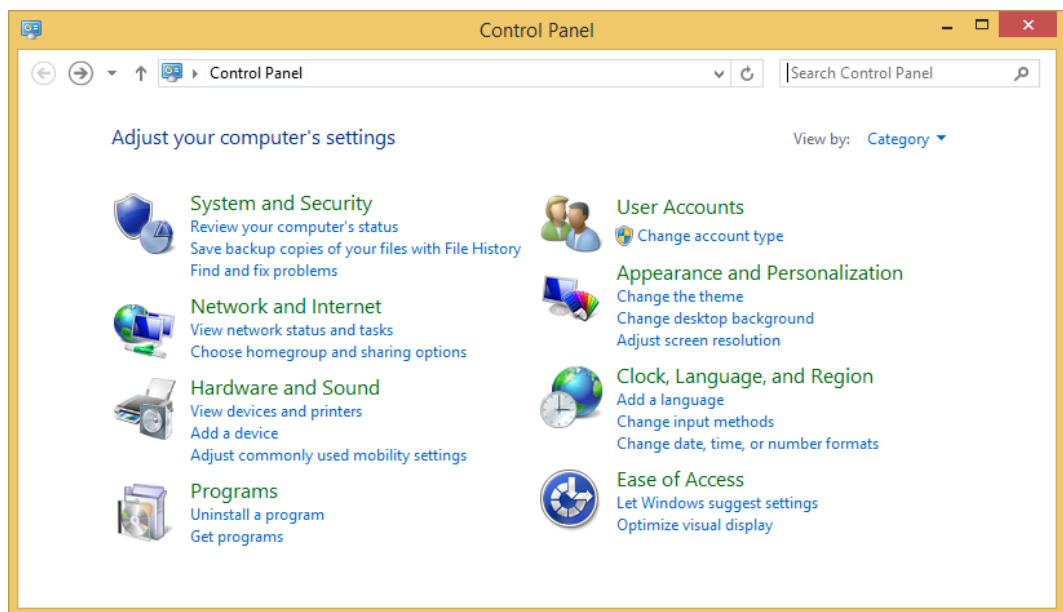 Control Panel
Control Panel
Search Control Panel
Adjust your computer's settings
View by: Category
System and Security
Review your computer's status
Save backup copies of your files with File History
Find and fix problems
Network and Internet
View network status and tasks
Choose homegroup and sharing options
Hardware and Sound
View devices and printers
Add a device
Adjust commonly used mobility settings
Programs
Uninstall a program
Get programs
User Accounts
Change account type
Appearance and Personalization
Change the theme
Change desktop background
Adjust screen resolution
Clock, Language, and Region
Add a language
Change input methods
Change date, time, or number formats
Ease of Access
Let Windows suggest settings
Optimize visual display